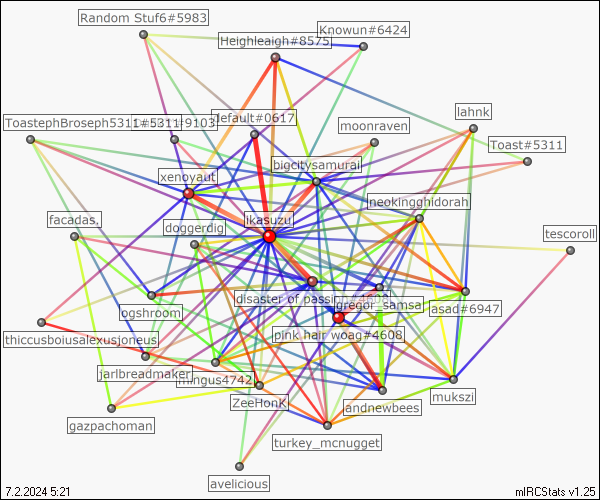 Random Stuf6#5983
Knowun#6424
Heighleaigh#8575
lahnk
ToastephBroseph5311#5311
9103
default#0617
moonraven
Toast#5311
bigcitysamurai
xenoyaut
neokingghidorah
facadas,
doggerdig
ikasuzu
tescoroll
ogshroom
disaster of passing#4608
gregor_samsa
asad#6947
thiccusboiusalexusjoneus
pink hair woag#4608
jarlbreadmaker
mingus4742
mukszi
ZeeHonK
andnewbees
gazpachoman
turkey_mcnugget
avelicious
7.2.2024 5:21
mIRCStats v1.25